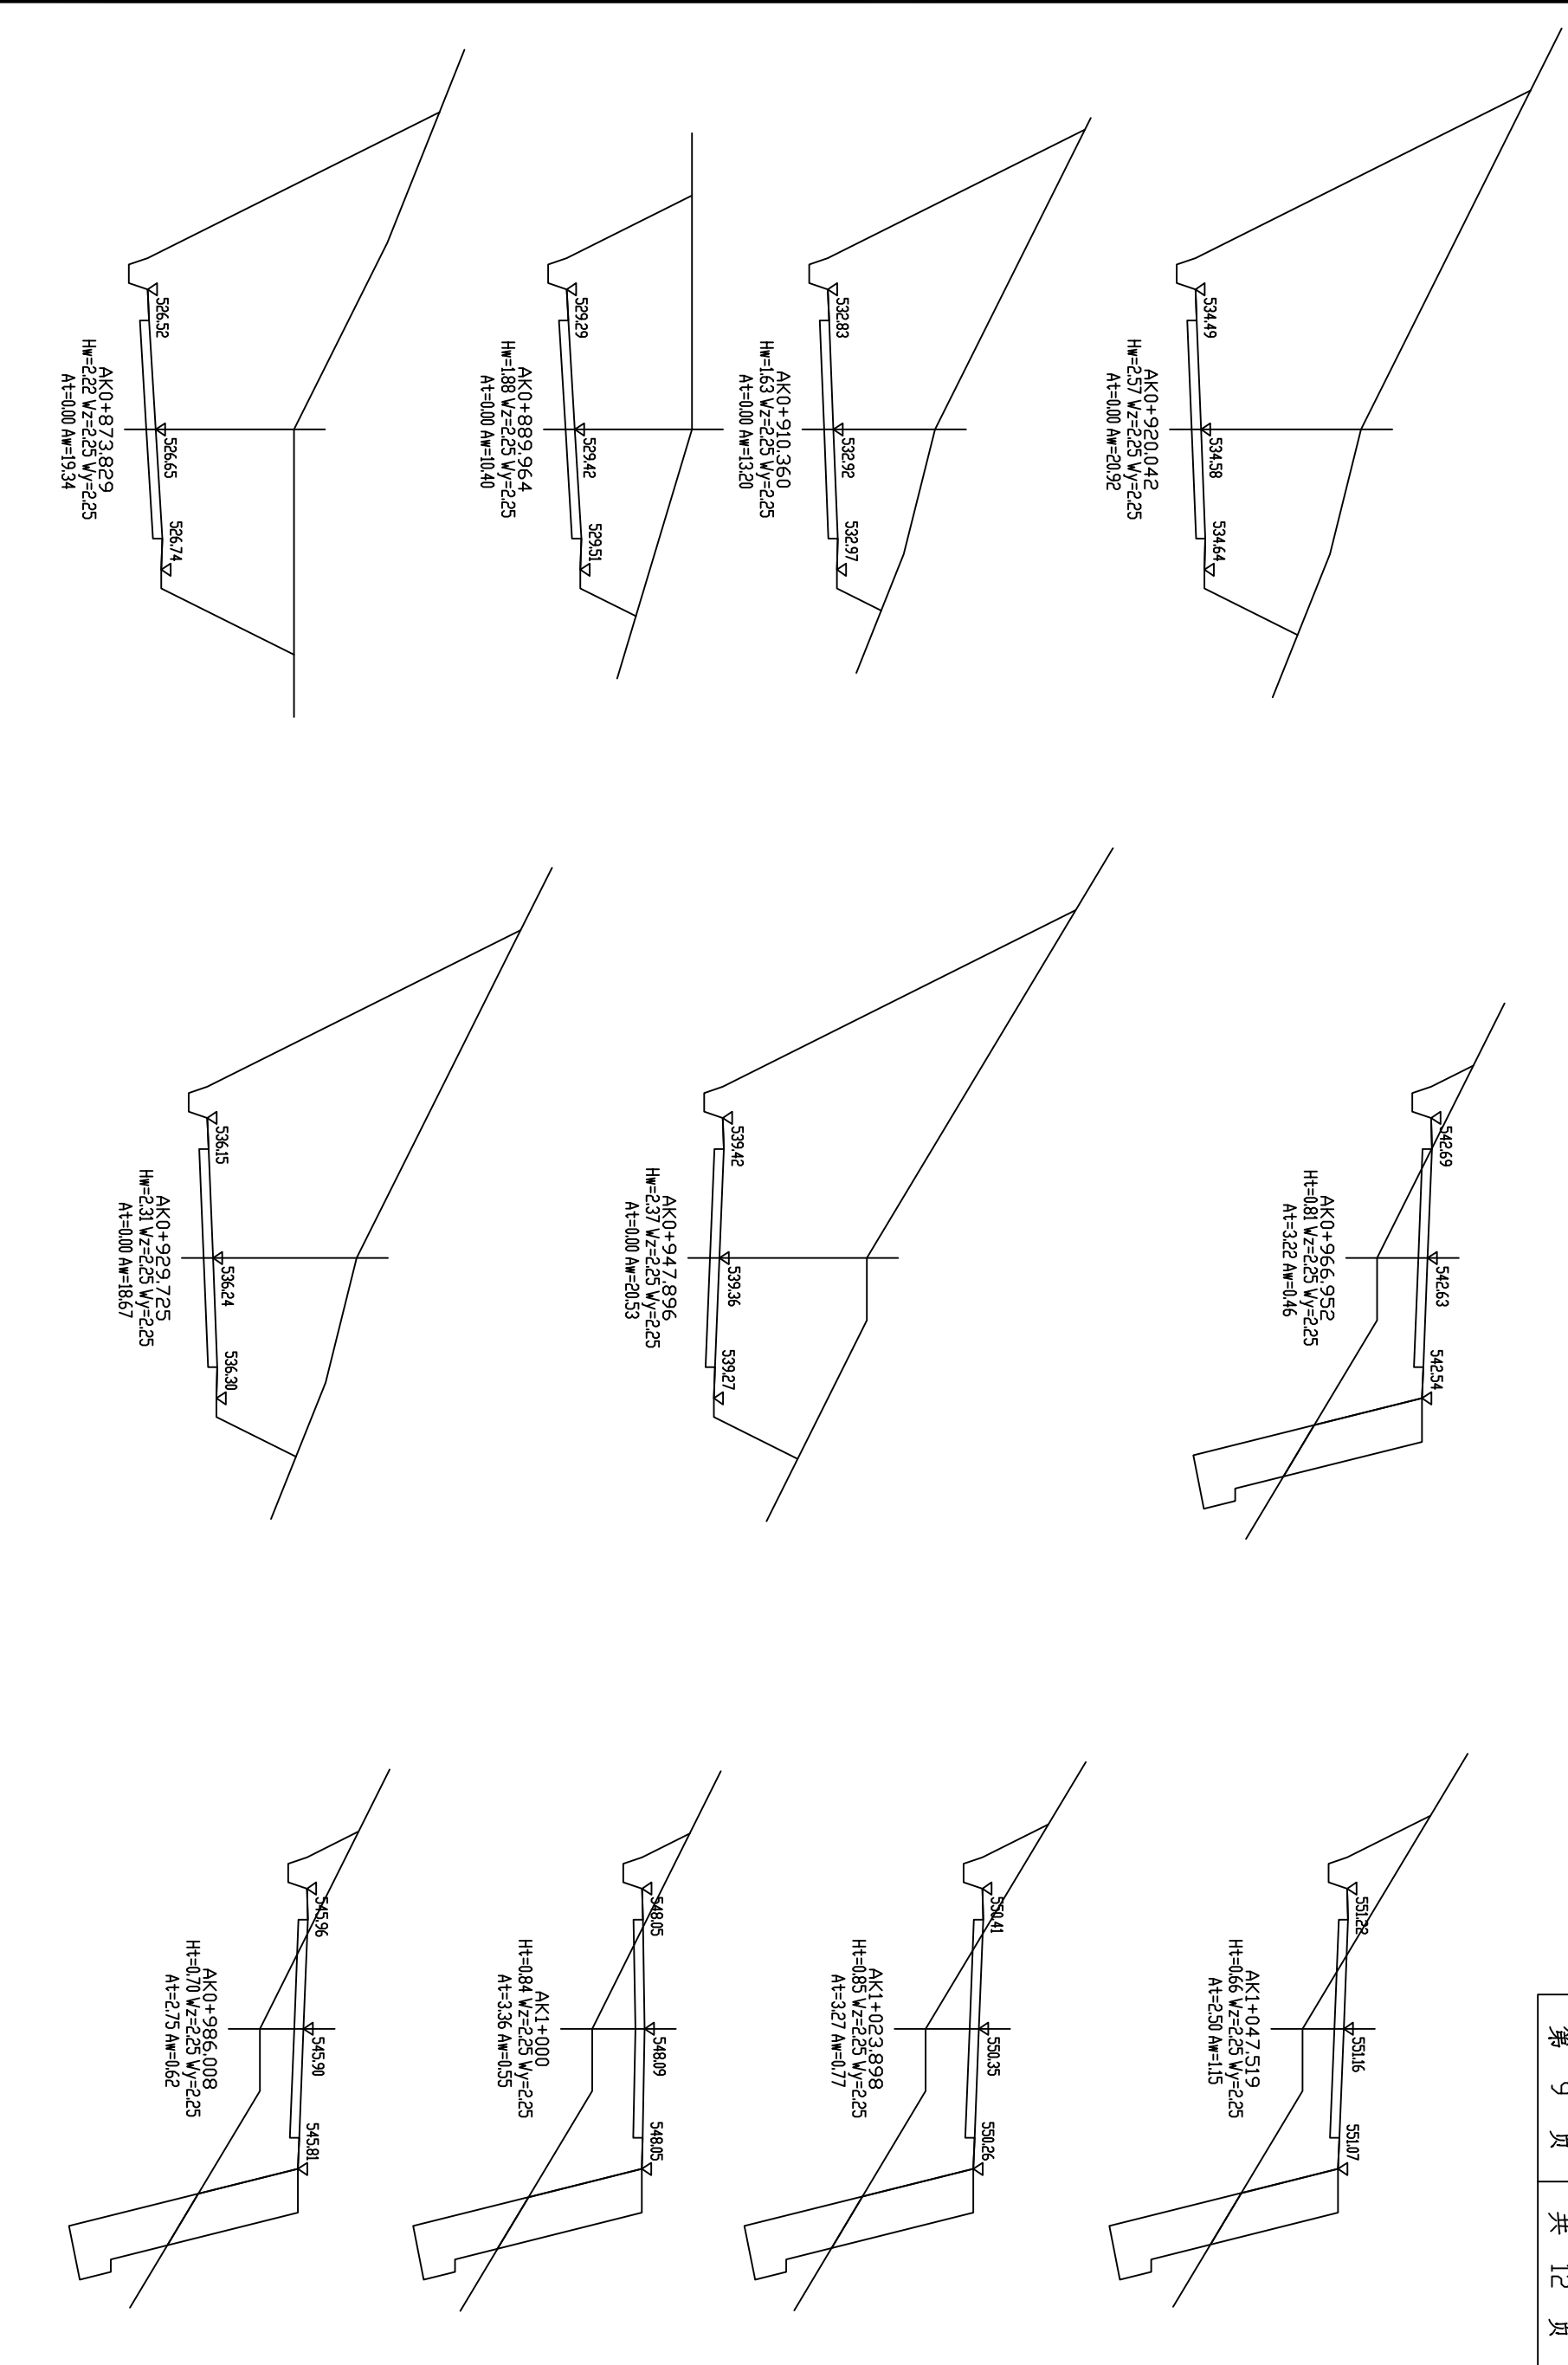 534.49
534.58
534.64
AK0+920.042
Hw=2.57 Wz=2.25 Wy=2.25
At=0.00 Aw=20.92
532.83
532.92
532.97
AK0+910.360
Hw=1.63 Wz=2.25 Wy=2.25
At=0.00 Aw=13.20
529.29
529.42
529.51
AK0+889.964
Hw=1.88 Wz=2.25 Wy=2.25
At=0.00 Aw=10.40
526.52
526.65
526.74
AK0+873.829
Hw=2.22 Wz=2.25 Wy=2.25
At=0.00 Aw=19.34
542.69
542.63
542.54
AK0+966.952
Ht=0.81 Wz=2.25 Wy=2.25
At=3.22 Aw=0.46
539.42
539.36
539.27
AK0+947.896
Hw=2.37 Wz=2.25 Wy=2.25
At=0.00 Aw=20.53
536.15
536.24
536.30
AK0+929.725
Hw=2.31 Wz=2.25 Wy=2.25
At=0.00 Aw=18.67
551.22
551.16
551.07
AK1+047.519
Ht=0.66 Wz=2.25 Wy=2.25
At=2.50 Aw=1.15
550.41
550.35
550.26
AK1+023.898
Ht=0.85 Wz=2.25 Wy=2.25
At=3.27 Aw=0.77
548.05
548.09
548.05
AK1+000
Ht=0.84 Wz=2.25 Wy=2.25
At=3.36 Aw=0.55
545.96
545.90
545.81
AK0+986.008
Ht=0.70 Wz=2.25 Wy=2.25
At=2.75 Aw=0.62
第 9 页 共 12 页